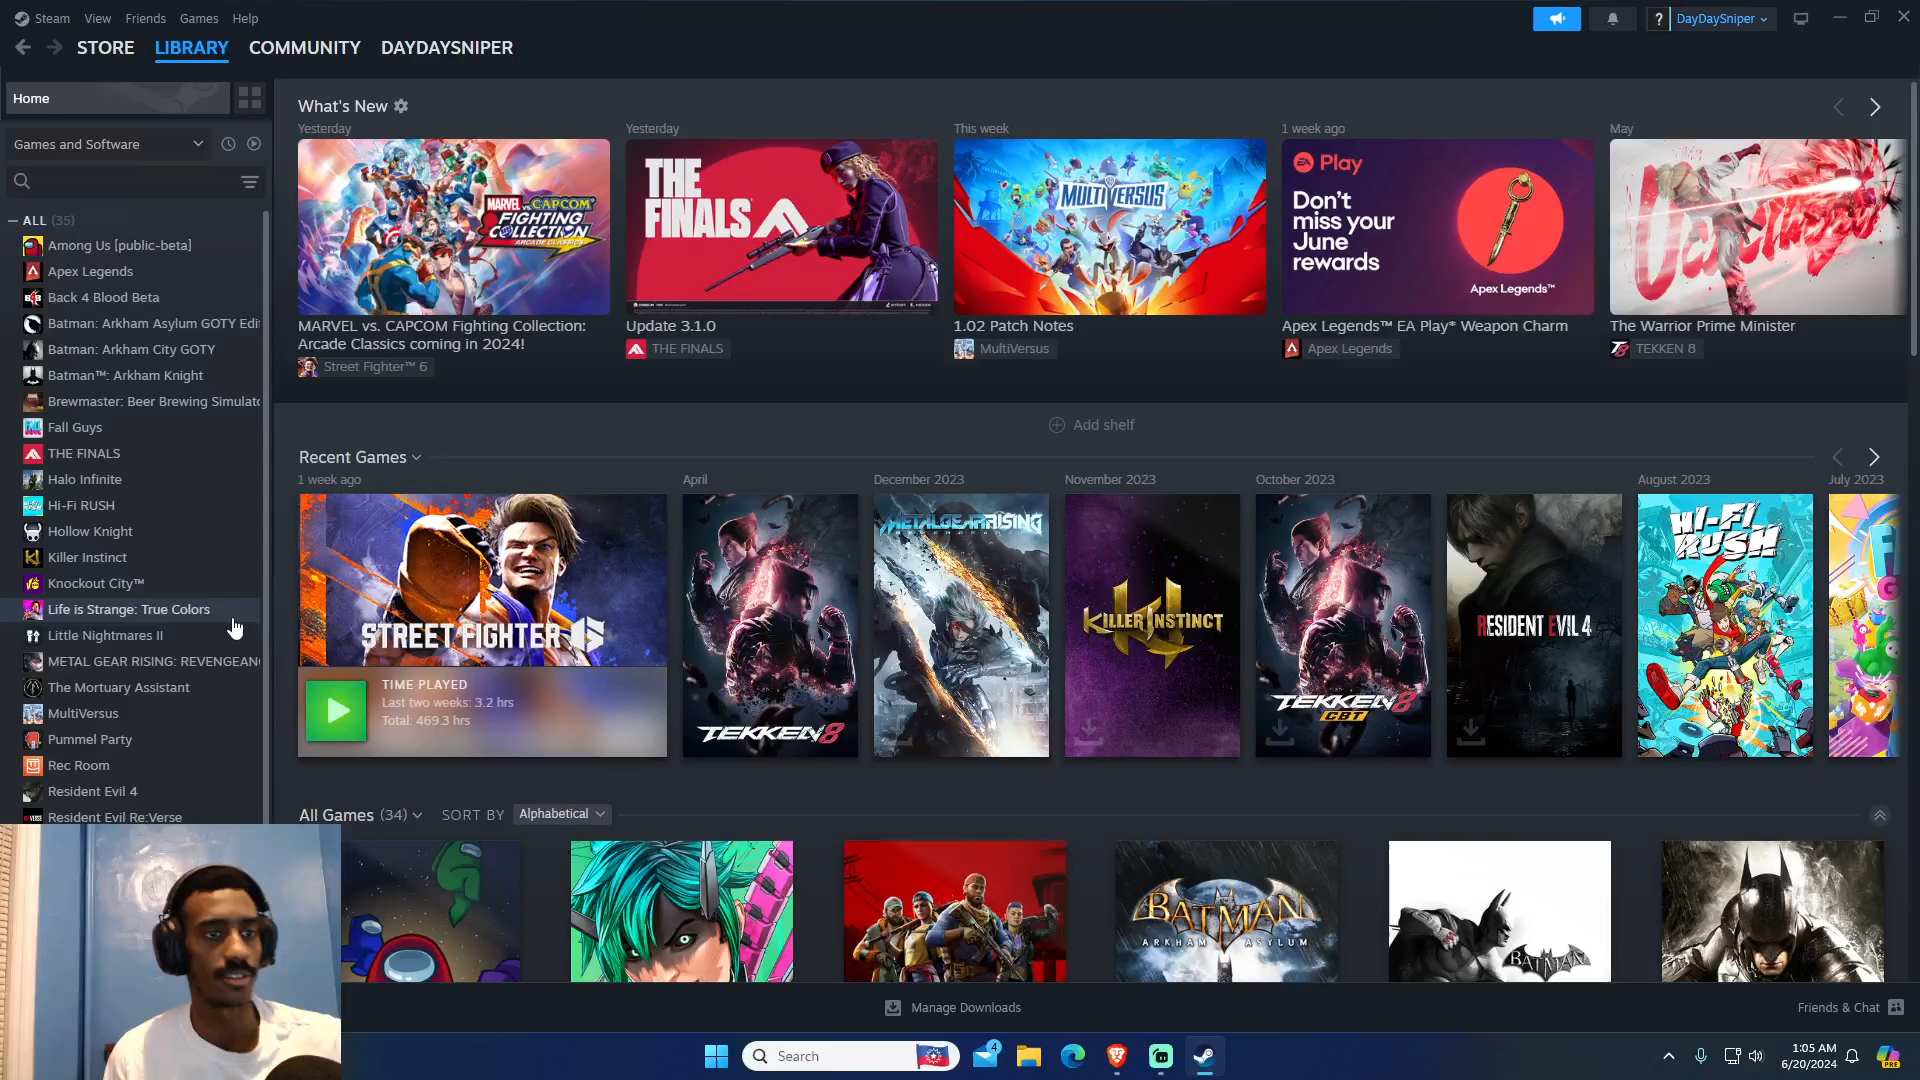 Steam View Friends Games Help
DayDaySniper
STORE LIBRARY COMMUNITY DAYDAYSNIPER
Home
Games and Software
ALL (35)
Among Us [public-beta]
Apex Legends
Back 4 Blood Beta
Batman: Arkham Asylum GOTY Edi
Batman: Arkham City GOTY
Batman™: Arkham Knight
Brewmaster: Beer Brewing Simulato
Fall Guys
THE FINALS
Halo Infinite
Hi-Fi RUSH
Hollow Knight
Killer Instinct
Knockout City™
Life is Strange: True Colors
Little Nightmares II
METAL GEAR RISING: REVENGEAN
The Mortuary Assistant
MultiVersus
Pummel Party
Rec Room
Resident Evil 4
Resident Evil Re:Verse
What's New
Yesterday
MARVEL VS. CAPCOM
FIGHTING
COLLECTION
ARCADE CLASSICS
MARVEL vs. CAPCOM Fighting Collection:
Arcade Classics coming in 2024!
Street Fighter™ 6
Yesterday
THE
FINALS
Update 3.1.0
THE FINALS
This week
MULTIVERSUS
1.02 Patch Notes
MultiVersus
1 week ago
EA Play
Don't
miss your
June
rewards
Apex Legends™
Apex Legends™ EA Play* Weapon Charm
Apex Legends
May
The Warrior Prime Minister
TEKKEN 8
Add shelf
Recent Games
1 week ago
STREET FIGHTER 6
TIME PLAYED
Last two weeks: 3.2 hrs
Total: 469.3 hrs
April
TEKKEN 8
December 2023
METAL GEAR RISING
November 2023
KILLER INSTINCT
October 2023
TEKKEN 8
CBT
RESIDENT EVIL 4
August 2023
HI-FI
RUSH
July 2023
All Games (34) SORT BY Alphabetical
BATMAN
ARKHAM ASYLUM
BATMAN
Manage Downloads
Friends & Chat
Search
4
1:05 AM
6/20/2024
PRE